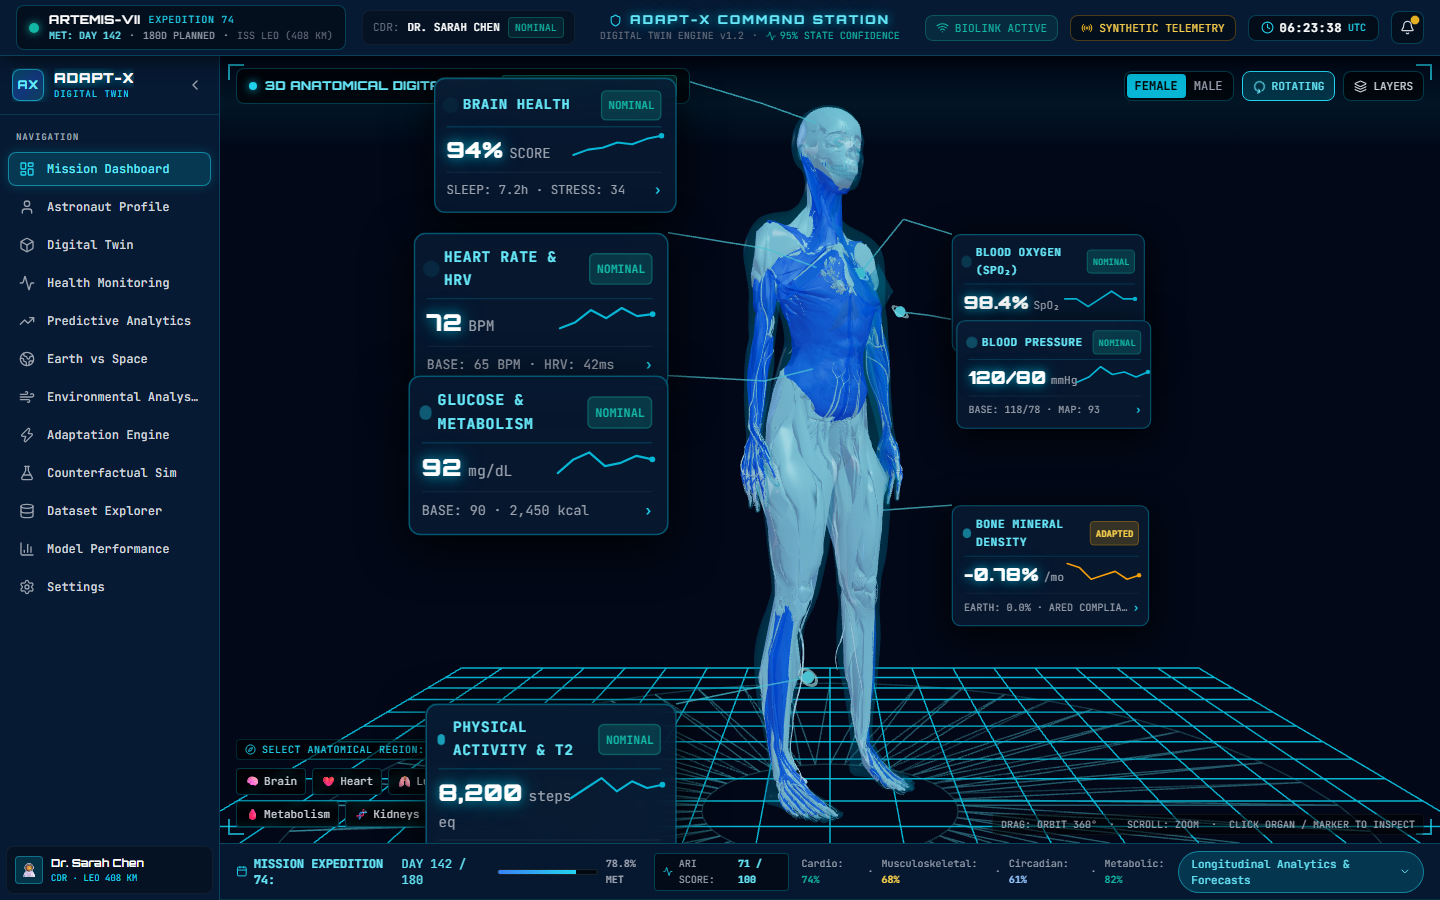 ARTEMIS-VII EXPEDITION 74
MET: DAY 142 · 180D PLANNED · ISS LEO (408 KM)
CDR: DR. SARAH CHEN NOMINAL
ADAPT-X COMMAND STATION
DIGITAL TWIN ENGINE v1.2 · 95% STATE CONFIDENCE
BIOLINK ACTIVE
SYNTHETIC TELEMETRY
06:23:38 UTC
AX
ADAPT-X
DIGITAL TWIN
NAVIGATION
Mission Dashboard
Astronaut Profile
Digital Twin
Health Monitoring
Predictive Analytics
Earth vs Space
Environmental Analys…
Adaptation Engine
Counterfactual Sim
Dataset Explorer
Model Performance
Settings
Dr. Sarah Chen
CDR · LEO 408 KM
3D ANATOMICAL
FEMALE MALE
ROTATING
LAYERS
BRAIN HEALTH NOMINAL
94% SCORE
SLEEP: 7.2h · STRESS: 34 ›
HEART RATE &
HRV
NOMINAL
72 BPM
BASE: 65 BPM · HRV: 42ms ›
GLUCOSE &
METABOLISM
NOMINAL
92 mg/dL
BASE: 90 · 2,450 kcal ›
BLOOD OXYGEN
(SPO₂)
NOMINAL
98.4% SpO₂
BLOOD PRESSURE NOMINAL
120/80 mmHg
BASE: 118/78 · MAP: 93 ›
BONE MINERAL
DENSITY
ADAPTED
-0.78% /mo
EARTH: 0.0% · ARED COMPLIA… ›
PHYSICAL
ACTIVITY & T2
NOMINAL
8,200 steps
eq
SELECT ANATOMICAL REGION:
Brain Heart
Metabolism Kidneys
DRAG: ORBIT 360° · SCROLL: ZOOM · CLICK ORGAN / MARKER TO INSPECT
MISSION EXPEDITION
74:
DAY 142 /
180
78.8%
MET
ARI
SCORE:
71 /
100
Cardio:
74%
· Musculoskeletal:
68%
· Circadian:
61%
· Metabolic:
82%
Longitudinal Analytics &
Forecasts